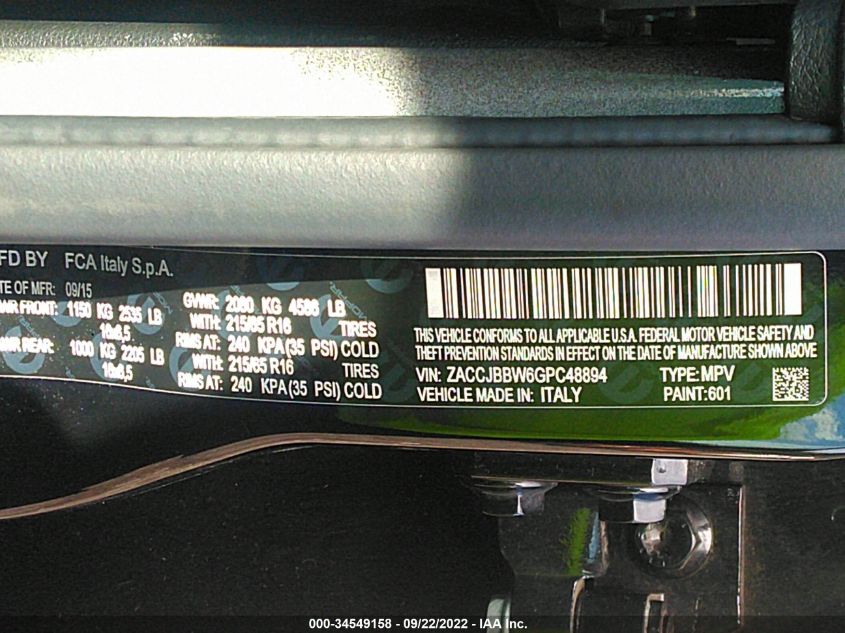 FD BY FCA Italy S.p.A.
ATE OF MFR: 09/15
AWR FRONT: 1150 KG 2535 LB
GVWR: 2080 KG 4586 LB
WITH: 215/65 R16 TIRES
RIMS AT: 240 KPA(35 PSI) COLD
AWR REAR: 1000 KG 2205 LB
WITH: 215/65 R16 TIRES
RIMS AT: 240 KPA(35 PSI) COLD
THIS VEHICLE CONFORMS TO ALL APPLICABLE U.S.A. FEDERAL MOTOR VEHICLE SAFETY AND
THEFT PREVENTION STANDARDS IN EFFECT ON THE DATE OF MANUFACTURE SHOWN ABOVE
VIN: ZACCJBBW6GPC48894 TYPE: MPV
VEHICLE MADE IN: ITALY PAINT: 601
000-34549158 - 09/22/2022 - IAA Inc.